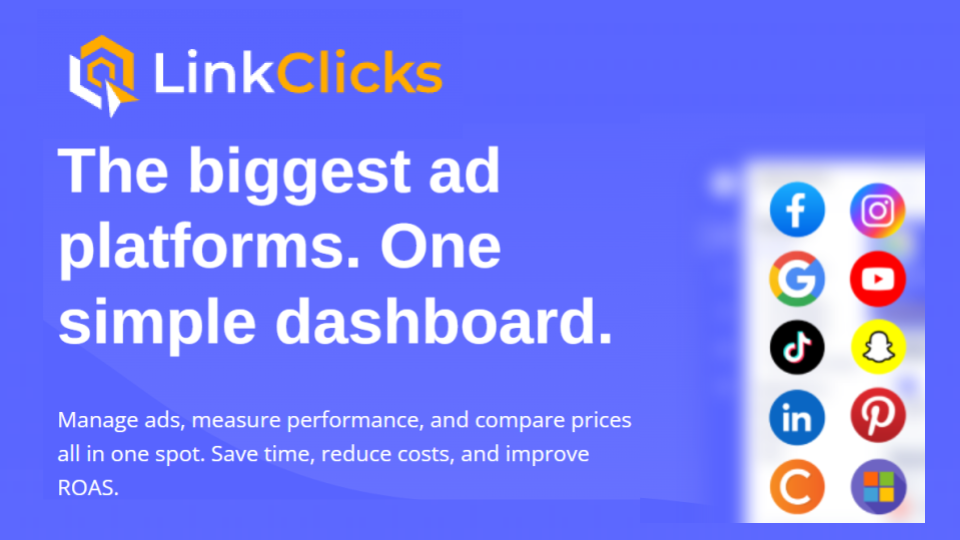 LinkClicks
The biggest ad
platforms. One
simple dashboard.
Manage ads, measure performance, and compare prices
all in one spot. Save time, reduce costs, and improve
ROAS.